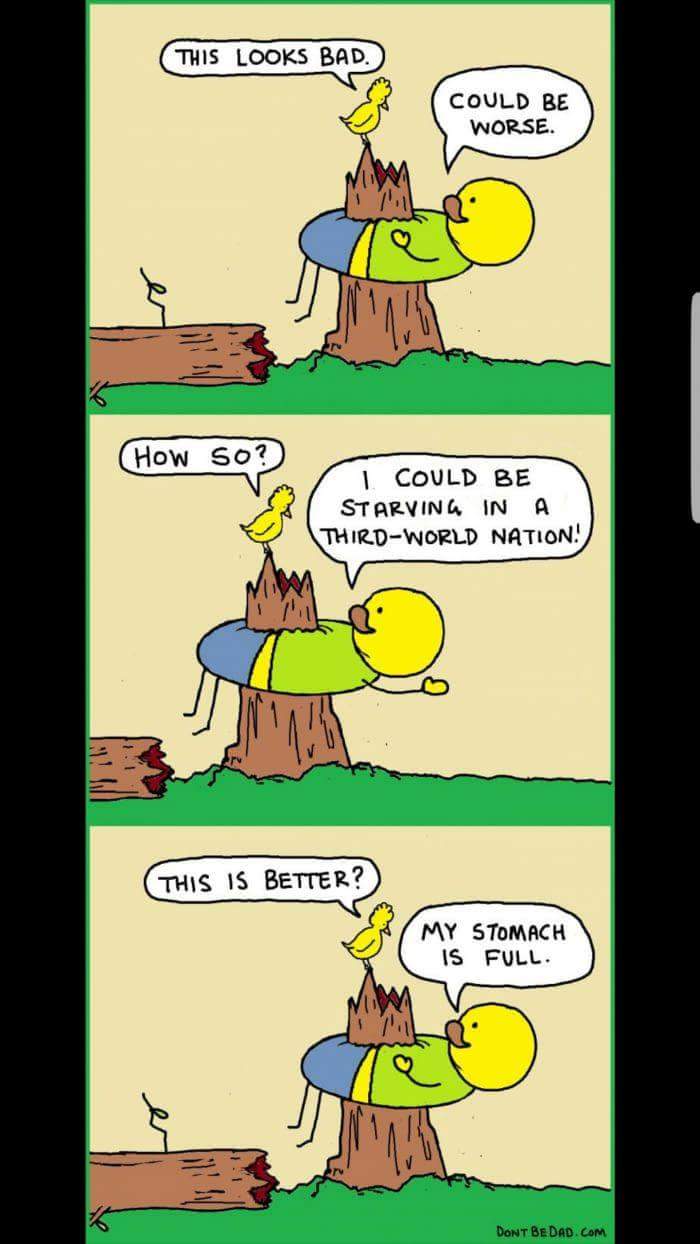 THIS LOOKS BAD.
COULD BE
WORSE.
HOW SO?
I COULD BE
STARVING IN A
THIRD-WORLD NATION!
THIS IS BETTER?
MY STOMACH
IS FULL.
DONT BE DAD.COM